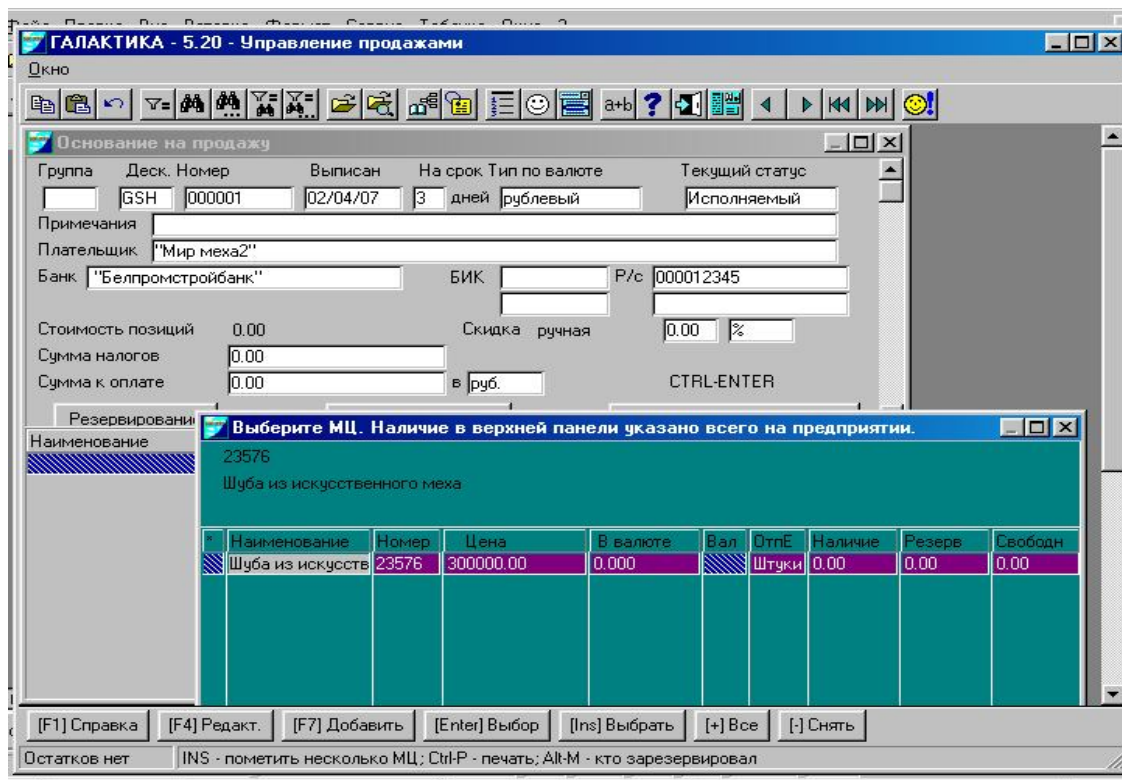 ГАЛАКТИКА - 5.20 - Управление продажами
Окно
a+b ?
Основание на продажу
Группа Деск. Номер Выписан На срок Тип по валюте Текущий статус
GSH 000001 02/04/07 3 дней рублевый Исполняемый
Примечания
Плательщик "Мир меха2"
Банк "Белпромстройбанк" БИК Р/с 000012345
Стоимость позиций 0.00 Скидка ручная 0.00 %
Сумма налогов 0.00
Сумма к оплате 0.00 в руб. CTRL-ENTER
Наименование
Выберите МЦ. Наличие в верхней панели указано всего на предприятии.
23576
Шуба из искусственного меха
* Наименование Номер Цена В валюте Вал ОтпЕ Наличие Резерв Свободн
Шуба из искусств 23576 300000.00 0.000 Штуки 0.00 0.00 0.00
[F1] Справка [F4] Редакт. [F7] Добавить [Enter] Выбор [Ins] Выбрать [+] Все [-] Снять
Остатков нет INS - пометить несколько МЦ; Ctrl-P - печать; Alt-M - кто зарезервировал